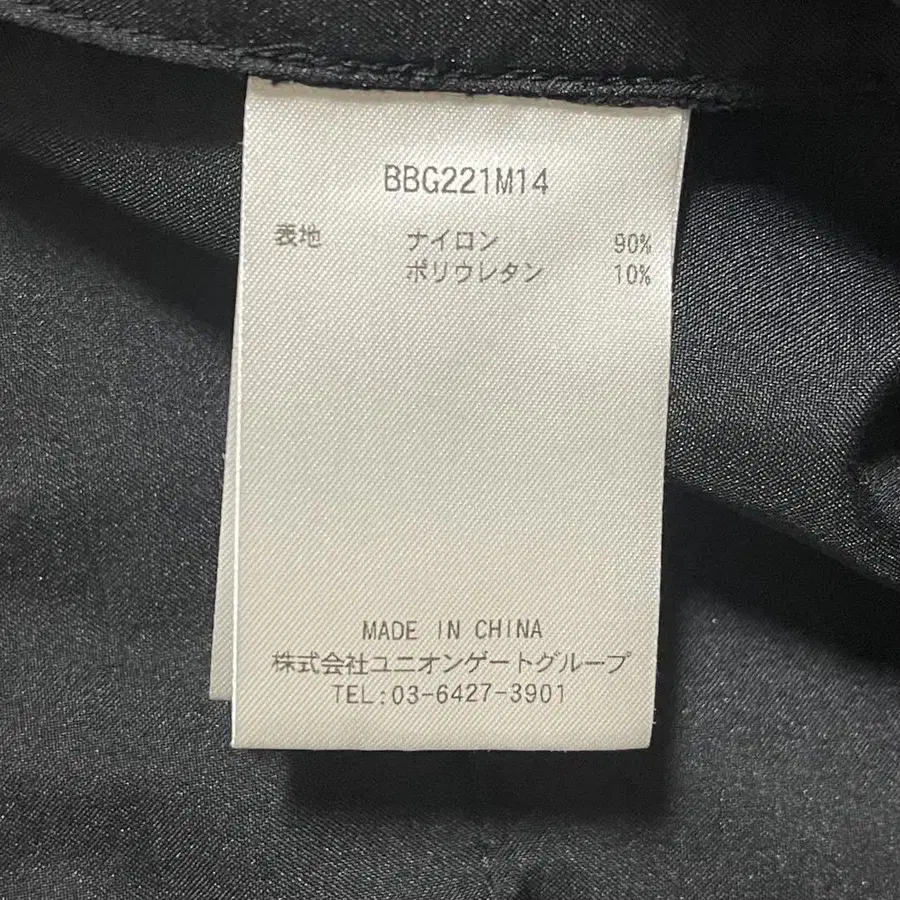 BBG221M14
表地 ナイロン 90%
ポリウレタン 10%
MADE IN CHINA
株式会社ユニオンゲートグループ
TEL:03-6427-3901